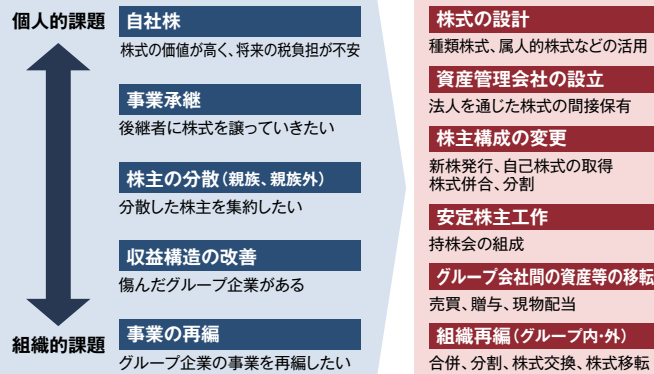 個人的課題
自社株
株式の価値が高く、将来の税負担が不安
事業承継
後継者に株式を譲っていきたい
株主の分散（親族、親族外）
分散した株主を集約したい
収益構造の改善
傷んだグループ企業がある
組織的課題
事業の再編
グループ企業の事業を再編したい
株式の設計
種類株式、属人的株式などの活用
資産管理会社の設立
法人を通じた株式の間接保有
株主構成の変更
新株発行、自己株式の取得
株式併合、分割
安定株主工作
持株会の組成
グループ会社間の資産等の移転
売買、贈与、現物配当
組織再編（グループ内・外）
合併、分割、株式交換、株式移転